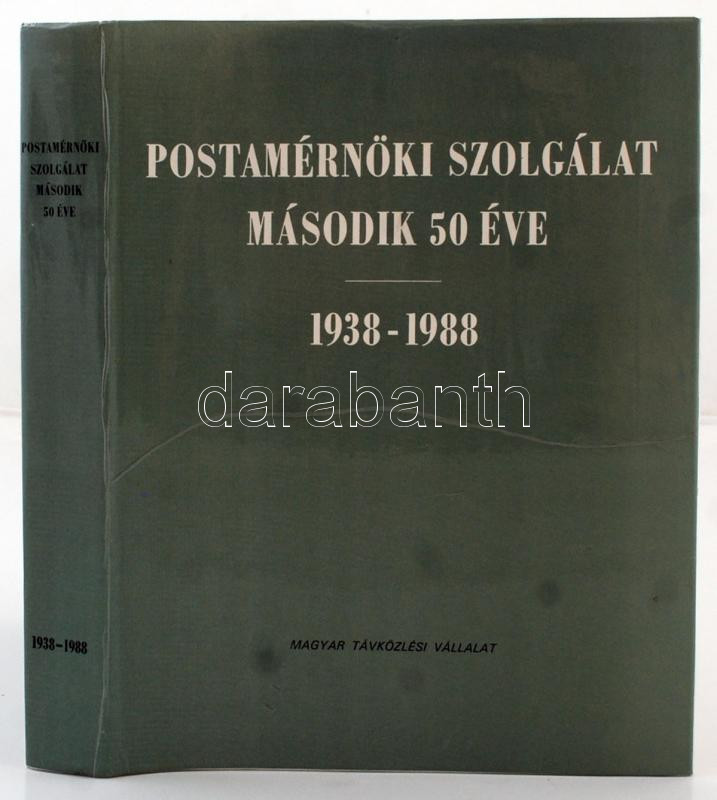 POSTAMÉRNÖKI
SZOLGÁLAT
MÁSODIK
50 ÉVE
1938-1988
POSTAMÉRNÖKI SZOLGÁLAT
MÁSODIK 50 ÉVE
1938-1988
darabanth
MAGYAR TÁVKÖZLÉSI VÁLLALAT